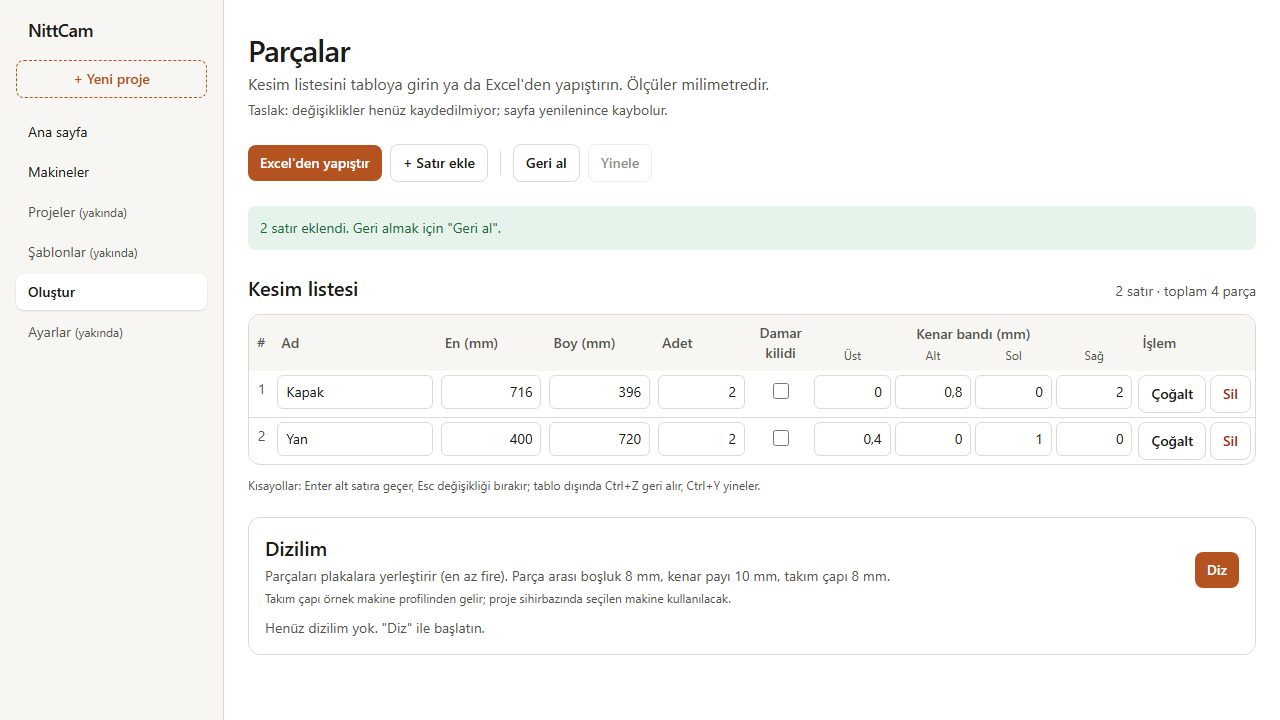 NittCam
+ Yeni proje
Ana sayfa
Makineler
Projeler (yakında)
Şablonlar (yakında)
Oluştur
Ayarlar (yakında)
Parçalar
Kesim listesini tabloya girin ya da Excel'den yapıştırın. Ölçüler milimetredir.
Taslak: değişiklikler henüz kaydedilmiyor; sayfa yenilenince kaybolur.
Excel'den yapıştır + Satır ekle Geri al Yinele
2 satır eklendi. Geri almak için "Geri al".
Kesim listesi 2 satır · toplam 4 parça
# Ad En (mm) Boy (mm) Adet Damar kilidi Kenar bandı (mm) İşlem
Üst Alt Sol Sağ
1 Kapak 716 396 2 0 0,8 0 2 Çoğalt Sil
2 Yan 400 720 2 0,4 0 1 0 Çoğalt Sil
Kısayollar: Enter alt satıra geçer, Esc değişikliği bırakır; tablo dışında Ctrl+Z geri alır, Ctrl+Y yineler.
Dizilim
Parçaları plakalara yerleştirir (en az fire). Parça arası boşluk 8 mm, kenar payı 10 mm, takım çapı 8 mm.
Diz
Takım çapı örnek makine profilinden gelir; proje sihirbazında seçilen makine kullanılacak.
Henüz dizilim yok. "Diz" ile başlatın.